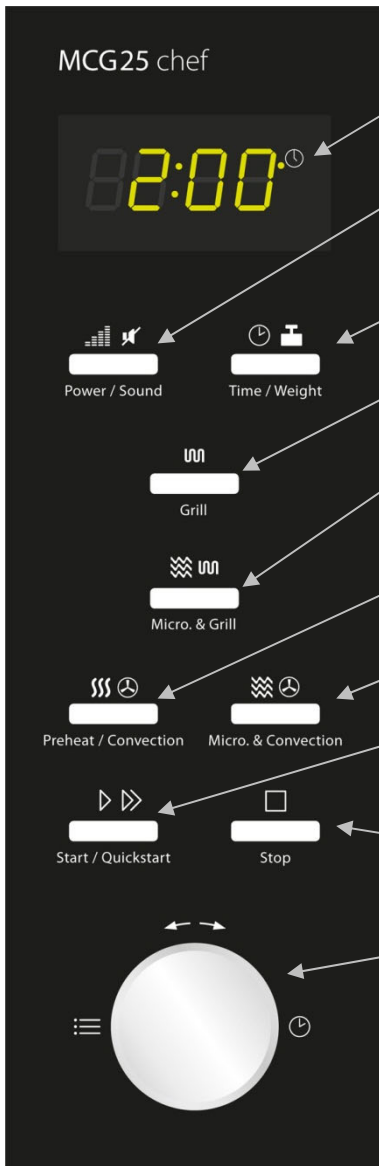 MCG25 chef
2:00
Power / Sound
Time / Weight
Grill
Micro. & Grill
Preheat / Convection
Micro. & Convection
Start / Quickstart
Stop